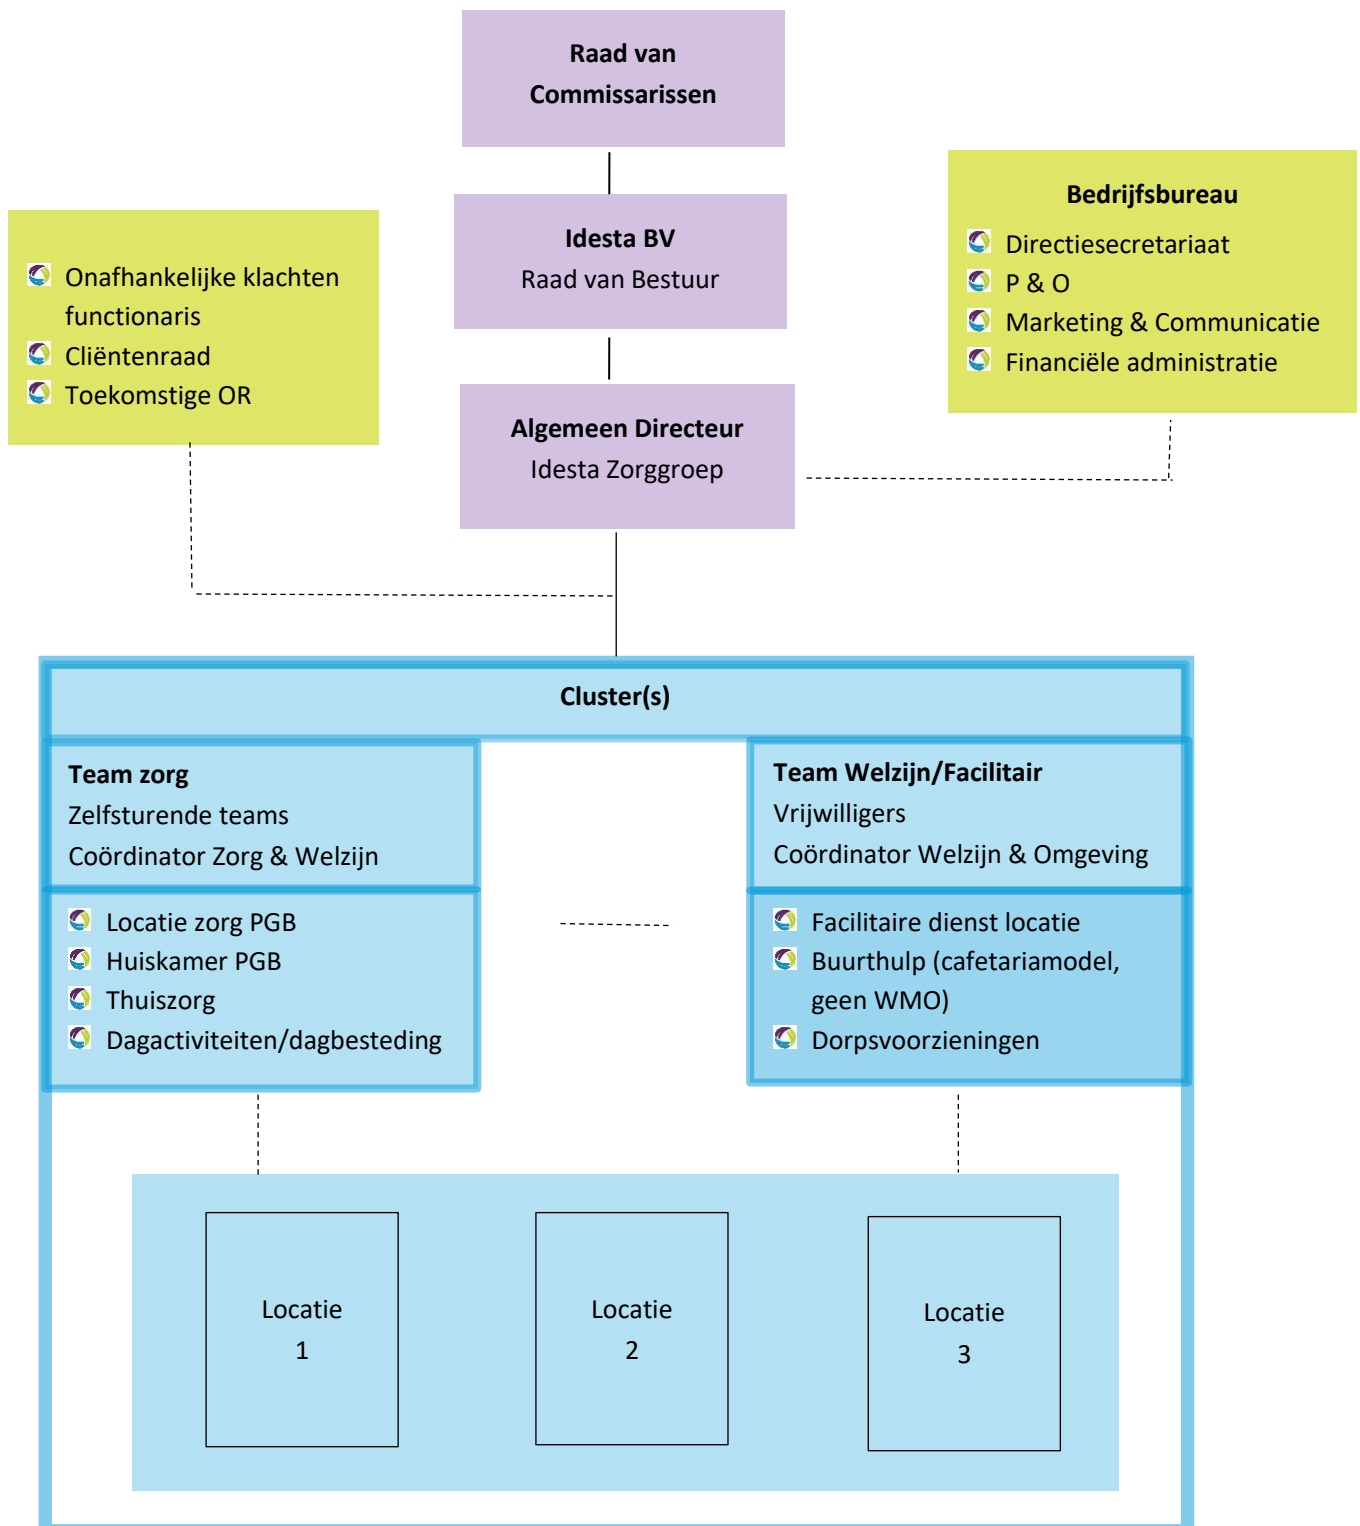 Raad van
Commissarissen
Idesta BV
Raad van Bestuur
Bedrijfsbureau
Directiesecretariaat
P & O
Marketing & Communicatie
Financiële administratie
Onafhankelijke klachten
functionaris
Cliëntenraad
Toekomstige OR
Algemeen Directeur
Idesta Zorggroep
Cluster(s)
Team zorg
Zelfsturende teams
Coördinator Zorg & Welzijn
Locatie zorg PGB
Huiskamer PGB
Thuiszorg
Dagactiviteiten/dagbesteding
Team Welzijn/Facilitair
Vrijwilligers
Coördinator Welzijn & Omgeving
Facilitaire dienst locatie
Buurthulp (cafetariamodel,
geen WMO)
Dorpsvoorzieningen
Locatie
1
Locatie
2
Locatie
3